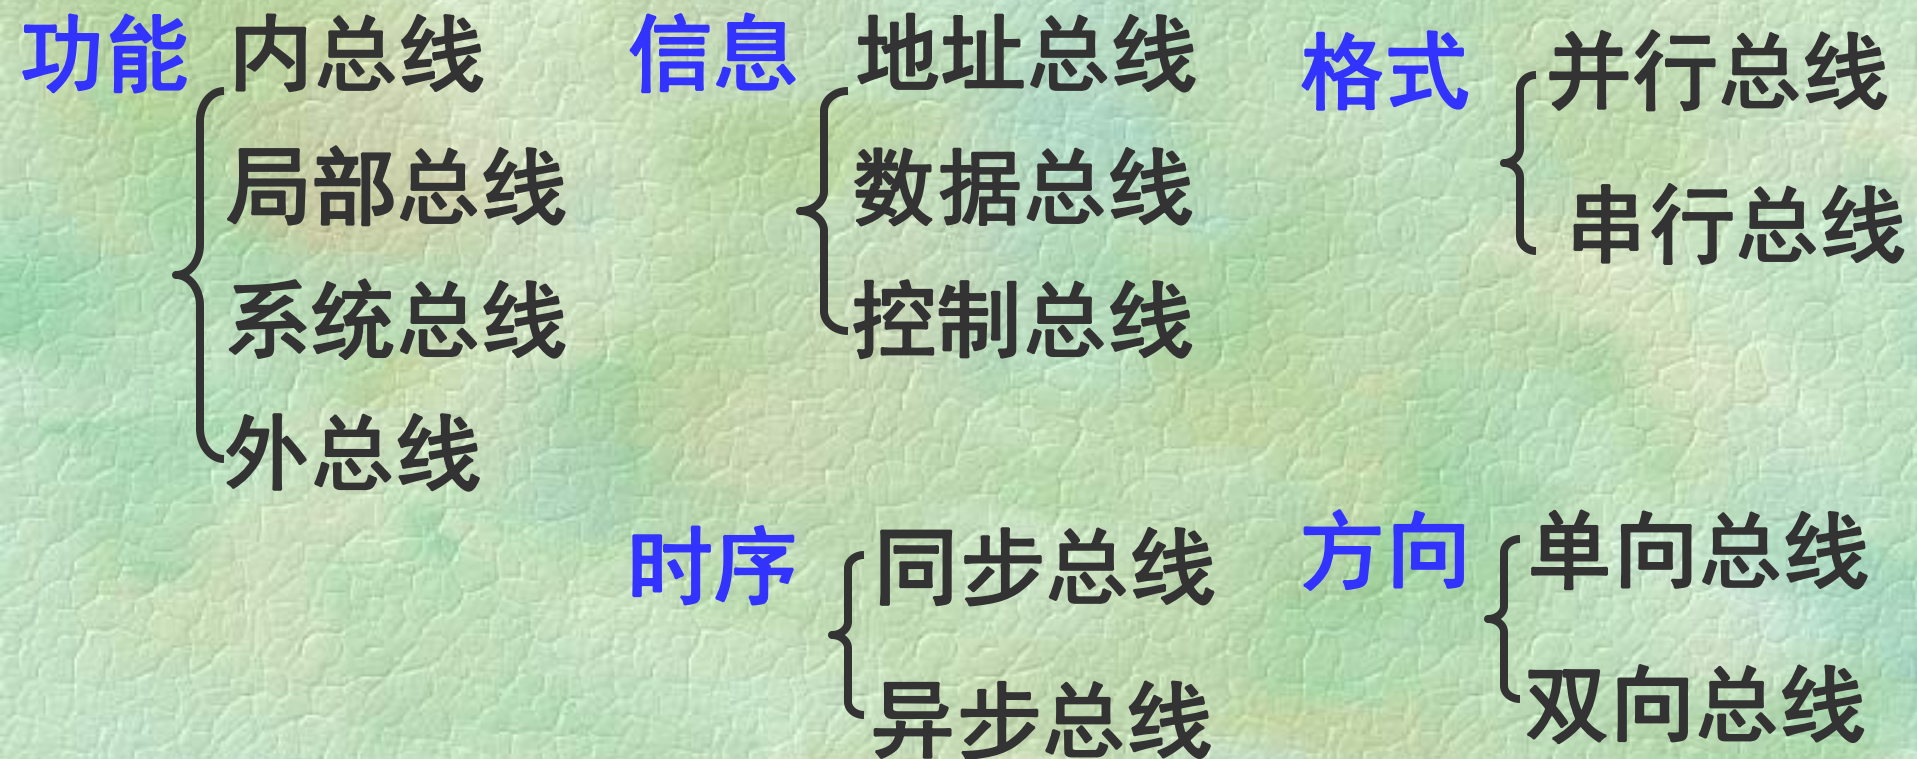 功能
内总线
局部总线
系统总线
外总线
信息
地址总线
数据总线
控制总线
格式
并行总线
串行总线
时序
同步总线
异步总线
方向
单向总线
双向总线